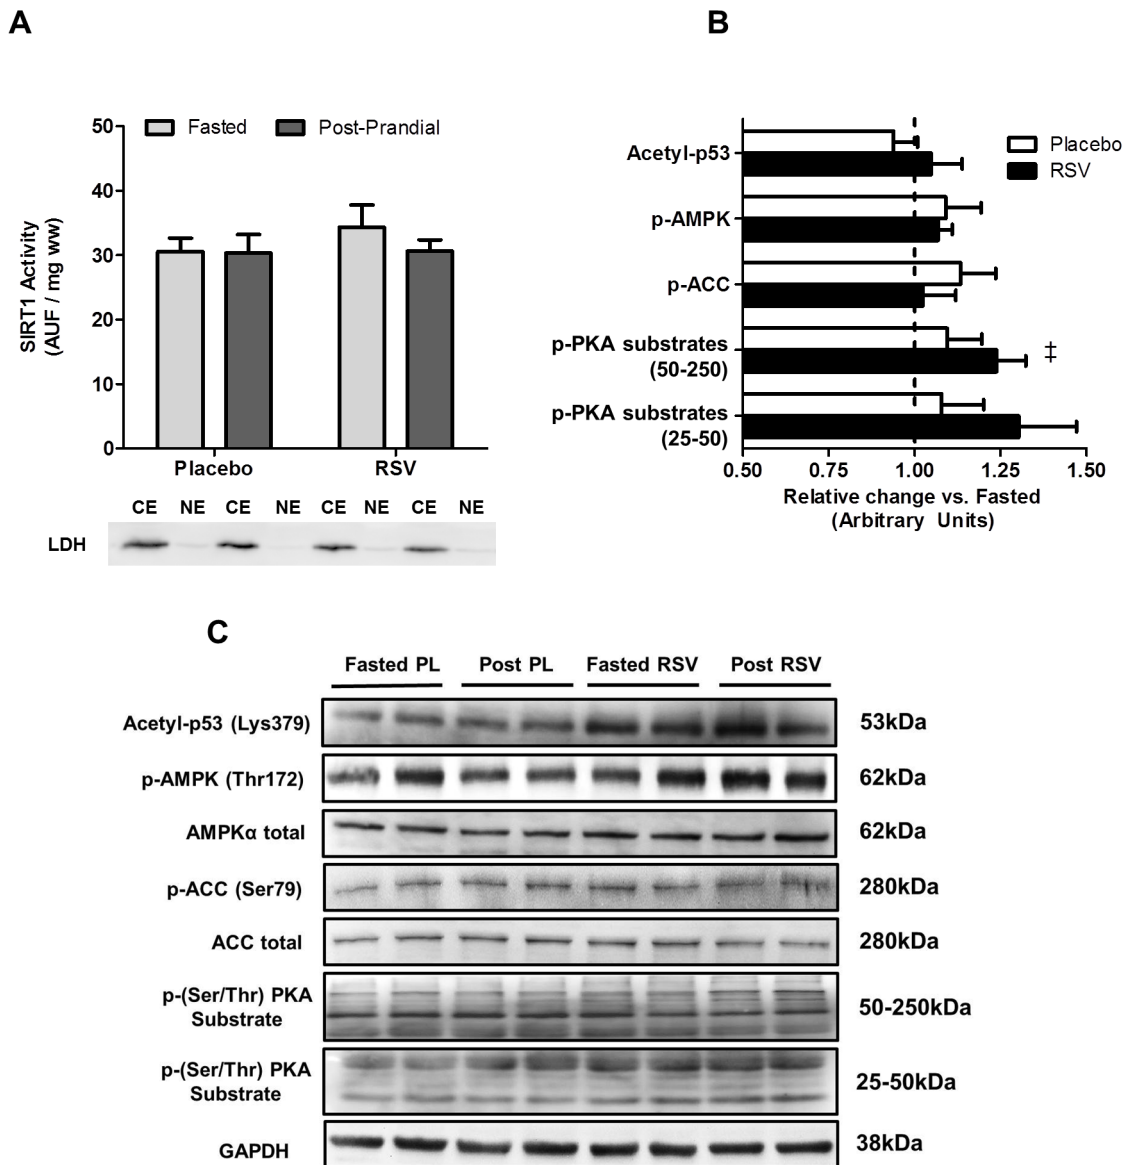 A
B
Fasted
Post-Prandial
50
40
30
20
10
0
SIRT1 Activity
(AUF / mg ww)
Placebo
RSV
CE NE CE NE CE NE CE NE
LDH
Placebo
RSV
Acetyl-p53
p-AMPK
p-ACC
p-PKA substrates
(50-250)
‡
p-PKA substrates
(25-50)
0.50 0.75 1.00 1.25 1.50
Relative change vs. Fasted
(Arbitrary Units)
C
Fasted PL Post PL Fasted RSV Post RSV
Acetyl-p53 (Lys379) 53kDa
p-AMPK (Thr172) 62kDa
AMPKα total 62kDa
p-ACC (Ser79) 280kDa
ACC total 280kDa
p-(Ser/Thr) PKA
Substrate
50-250kDa
p-(Ser/Thr) PKA
Substrate
25-50kDa
GAPDH 38kDa